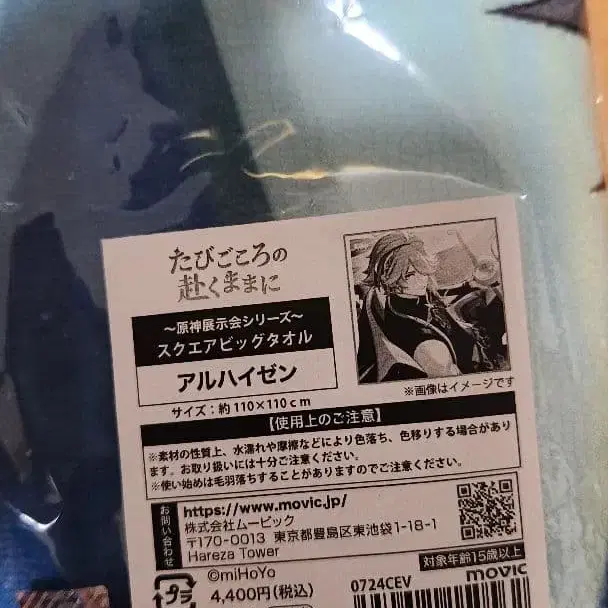 たびごころの
赴くままに
～原神展示会シリーズ～
スクエアビッグタオル
アルハイゼン
サイズ：約110×110cm
※画像はイメージです
【使用上のご注意】
※素材の性質上、水濡れや摩擦などにより色落ち、色移りする場合があり
ます。お取り扱いには十分ご注意ください。
※使い始めは毛羽落ちすることがありますのでご注意ください。
お問い合わせ
https://www.movic.jp/
株式会社ムービック
〒170-0013 東京都豊島区東池袋1-18-1
Hareza Tower
対象年齢15歳以上
©miHoYo
movic
プラ
4,400円(税込)
0724CEV